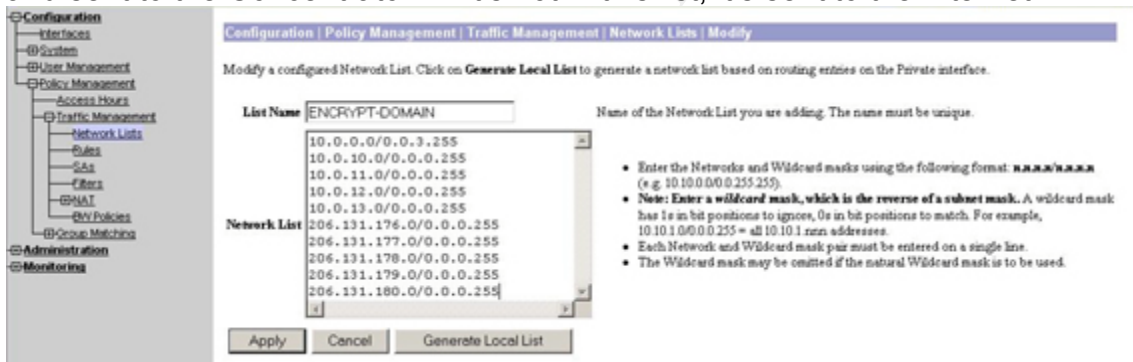 Configuration
Interfaces
System
User Management
Policy Management
Access Hours
Traffic Management
Network Lists
Rules
SAs
Filters
NAT
BW Policies
Group Matching
Administration
Monitoring
Configuration | Policy Management | Traffic Management | Network Lists | Modify
Modify a configured Network List. Click on Generate Local List to generate a network list based on routing entries on the Private interface.
List Name ENCRYPT-DOMAIN
Name of the Network List you are adding. The name must be unique.
Network List
10.0.0.0/0.0.3.255
10.0.10.0/0.0.0.255
10.0.11.0/0.0.0.255
10.0.12.0/0.0.0.255
10.0.13.0/0.0.0.255
206.131.176.0/0.0.0.255
206.131.177.0/0.0.0.255
206.131.178.0/0.0.0.255
206.131.179.0/0.0.0.255
206.131.180.0/0.0.0.255
Enter the Networks and Wildcard masks using the following format: n.n.n.n/n.n.n.n
(e.g. 10.10.0.0/0.0.255.255).
Note: Enter a wildcard mask, which is the reverse of a subnet mask. A wildcard mask
has 1s in bit positions to ignore, 0s in bit positions to match. For example,
10.10.1.0/0.0.0.255 = all 10.10.1.nnn addresses.
Each Network and Wildcard mask pair must be entered on a single line.
The Wildcard mask may be omitted if the natural Wildcard mask is to be used.
Apply Cancel Generate Local List